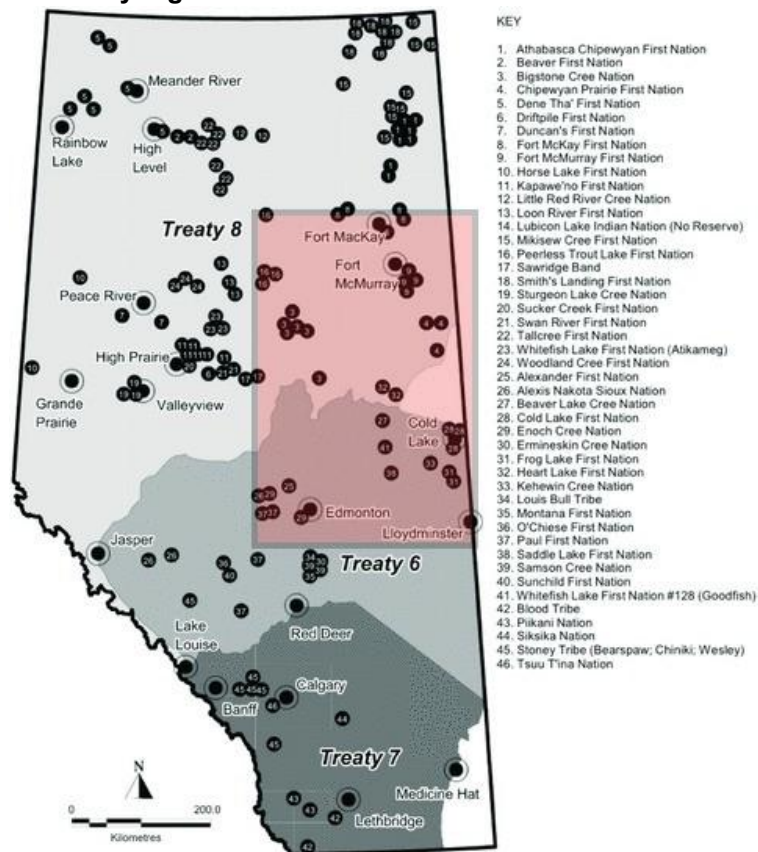 KEY
1. Athabasca Chipewyan First Nation
2. Beaver First Nation
3. Bigstone Cree Nation
4. Chipewyan Prairie First Nation
5. Dene Tha' First Nation
6. Driftpile First Nation
7. Duncan's First Nation
8. Fort McKay First Nation
9. Fort McMurray First Nation
10. Horse Lake First Nation
11. Kapawe'no First Nation
12. Little Red River Cree Nation
13. Loon River First Nation
14. Lubicon Lake Indian Nation (No Reserve)
15. Mikisew Cree First Nation
16. Peerless Trout Lake First Nation
17. Sawridge Band
18. Smith's Landing First Nation
19. Sturgeon Lake Cree Nation
20. Sucker Creek First Nation
21. Swan River First Nation
22. Tallcree First Nation
23. Whitefish Lake First Nation (Atikameg)
24. Woodland Cree First Nation
25. Alexander First Nation
26. Alexis Nakota Sioux Nation
27. Beaver Lake Cree Nation
28. Cold Lake First Nation
29. Enoch Cree Nation
30. Ermineskin Cree Nation
31. Frog Lake First Nation
32. Heart Lake First Nation
33. Kehewin Cree Nation
34. Louis Bull Tribe
35. Montana First Nation
36. O'Chiese First Nation
37. Paul First Nation
38. Saddle Lake First Nation
39. Samson Cree Nation
40. Sunchild First Nation
41. Whitefish Lake First Nation #128 (Goodfish)
42. Blood Tribe
43. Piikani Nation
44. Siksika Nation
45. Stoney Tribe (Bearspaw; Chiniki; Wesley)
46. Tsuu T'ina Nation
Meander River
Rainbow
Lake
High
Level
Treaty 8
Fort MacKay
Fort
McMurray
Peace River
High Prairie
Grande
Prairie
Valleyview
Cold
Lake
Edmonton
Lloydminster
Jasper
Treaty 6
Lake
Louise
Red Deer
Banff
Calgary
Treaty 7
Medicine Hat
Lethbridge
N
0 200.0
Kilometres